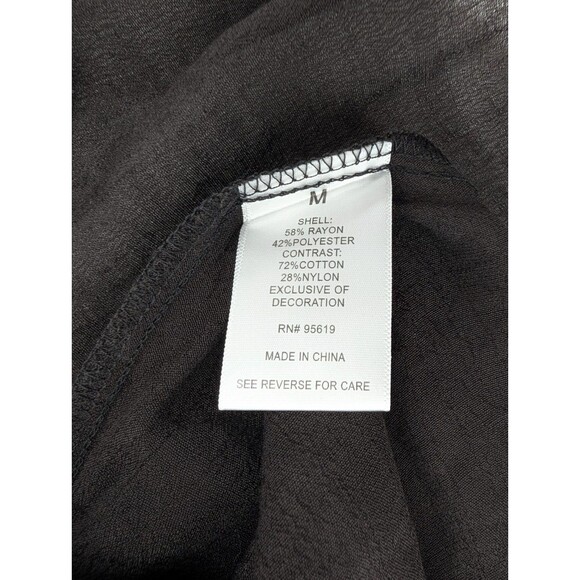 M
SHELL:
58% RAYON
42%POLYESTER
CONTRAST:
72%COTTON
28%NYLON
EXCLUSIVE OF
DECORATION
RN# 95619
MADE IN CHINA
SEE REVERSE FOR CARE